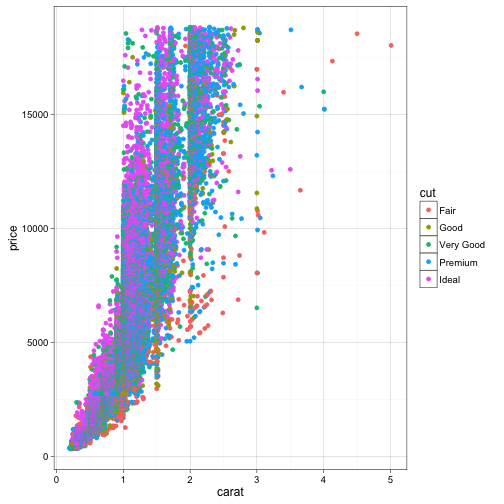 15000
10000
5000
0
price
0 1 2 3 4 5
carat
cut
Fair
Good
Very Good
Premium
Ideal